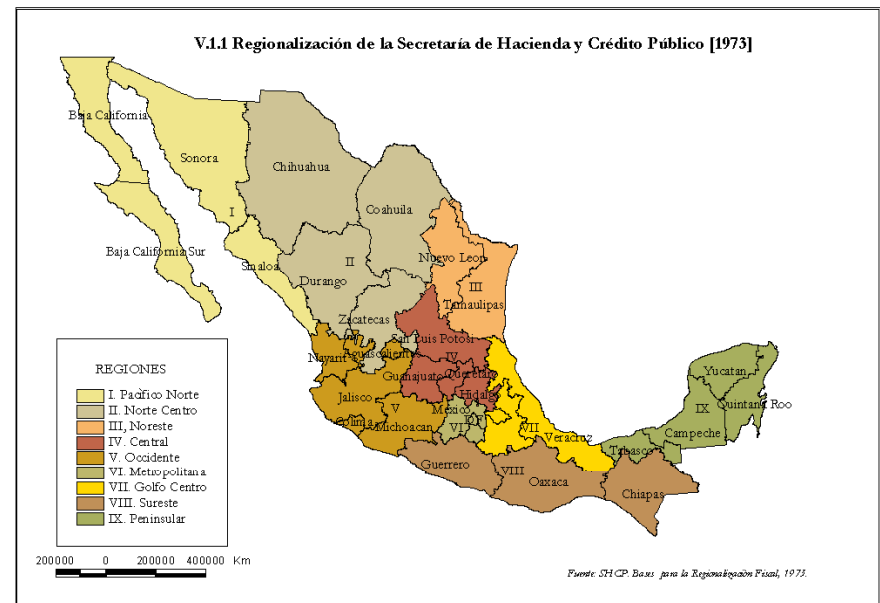 V.1.1 Regionalización de la Secretaría de Hacienda y Crédito Público [1973]
Baja California
Sonora
Chihuahua
Coahuila
I
Baja California Sur
Sinaloa
II
Durango
Nuevo Leon
III
Tamaulipas
Zacatecas
San Luis Potosi
Nayarit
Aguascalientes
IV
Guanajuato
Queretaro
Hidalgo
Jalisco
Colima
V
Michoacan
Mexico
VI
D.F
VII
Veracruz
Yucatan
Quintana Roo
IX
Campeche
Tabasco
Guerrero
VIII
Oaxaca
Chiapas
REGIONES
I. Pacifico Norte
II. Norte Centro
III, Noreste
IV. Central
V. Occidente
VI. Metropolitana
VII. Golfo Centro
VIII. Sureste
IX. Peninsular
200000 0 200000 400000 Km
Fuente: SHCP. Bases para la Regionalización Fiscal, 1973.